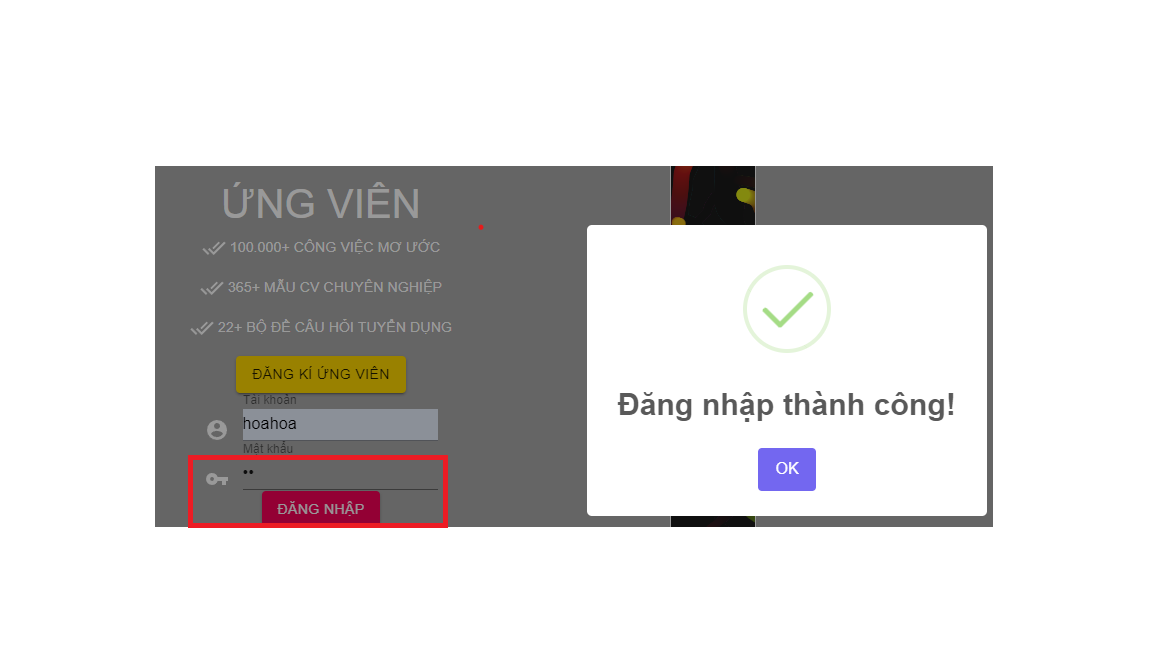 ỨNG VIÊN
100.000+ CÔNG VIỆC MƠ ƯỚC
365+ MẪU CV CHUYÊN NGHIỆP
22+ BỘ ĐỀ CÂU HỎI TUYỂN DỤNG
ĐĂNG KÍ ỨNG VIÊN
Tài khoản
hoahoa
Mật khẩu
••
ĐĂNG NHẬP
Đăng nhập thành công!
OK